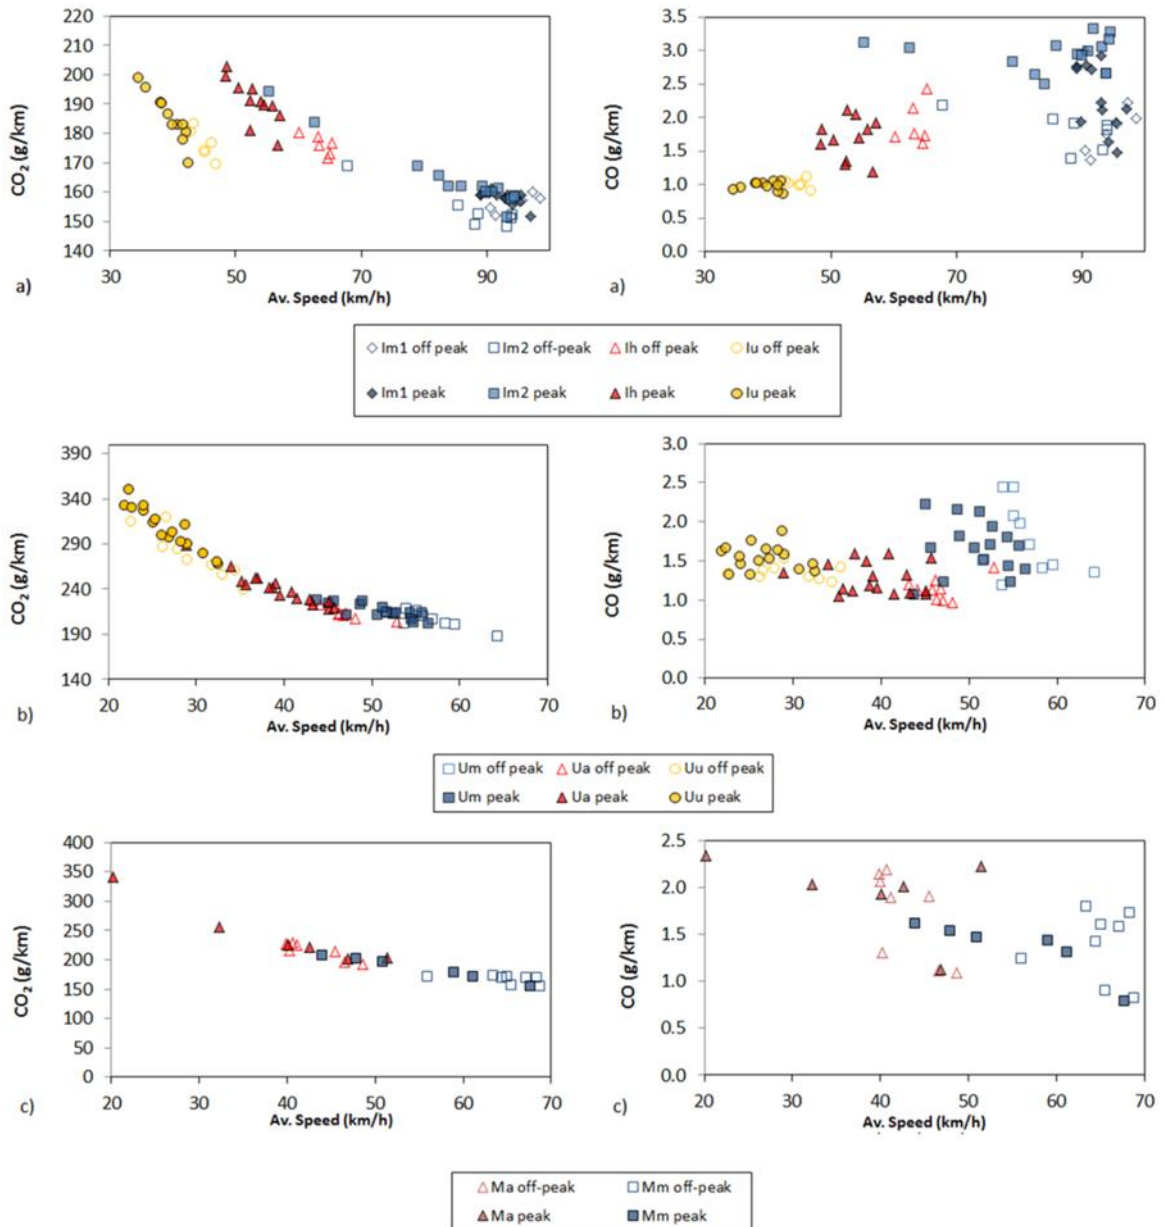 220
210
200
190
180
170
160
150
140
CO₂ (g/km)
30 50 70 90
Av. Speed (km/h)
a)
3.5
3.0
2.5
2.0
1.5
1.0
0.5
0.0
CO (g/km)
30 50 70 90
Av. Speed (km/h)
a)
Im1 off peak Im2 off-peak Ih off peak Iu off peak
Im1 peak Im2 peak Ih peak Iu peak
390
340
290
240
190
140
CO₂ (g/km)
20 30 40 50 60 70
Av. Speed (km/h)
b)
3.0
2.5
2.0
1.5
1.0
0.5
0.0
CO (g/km)
20 30 40 50 60 70
Av. Speed (km/h)
b)
Um off peak Ua off peak Uu off peak
Um peak Ua peak Uu peak
400
350
300
250
200
150
100
50
0
CO₂ (g/km)
20 30 40 50 60 70
Av. Speed (km/h)
c)
2.5
2.0
1.5
1.0
0.5
0.0
CO (g/km)
20 30 40 50 60 70
Av. Speed (km/h)
c)
Ma off-peak Mm off-peak
Ma peak Mm peak